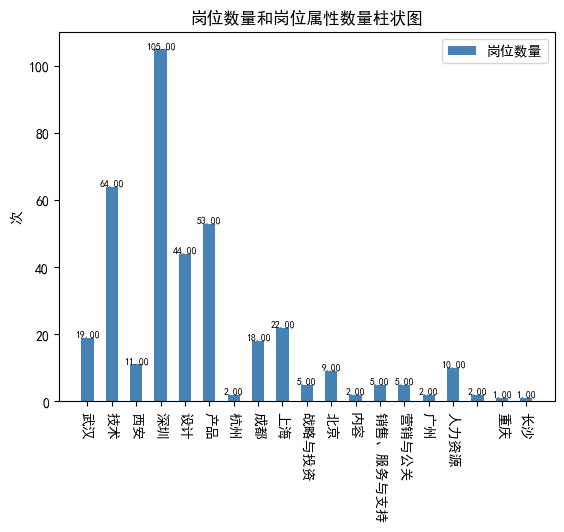 岗位数量和岗位属性数量柱状图
岗位数量
次
100
80
60
40
20
0
19.00
64.00
11.00
105.00
44.00
53.00
2.00
18.00
22.00
5.00
9.00
2.00
5.00
5.00
2.00
10.00
2.00
1.00
1.00
武汉
技术
西安
深圳
设计
产品
杭州
成都
上海
战略与投资
北京
内容
销售、服务与支持
营销与公关
广州
人力资源
重庆
长沙